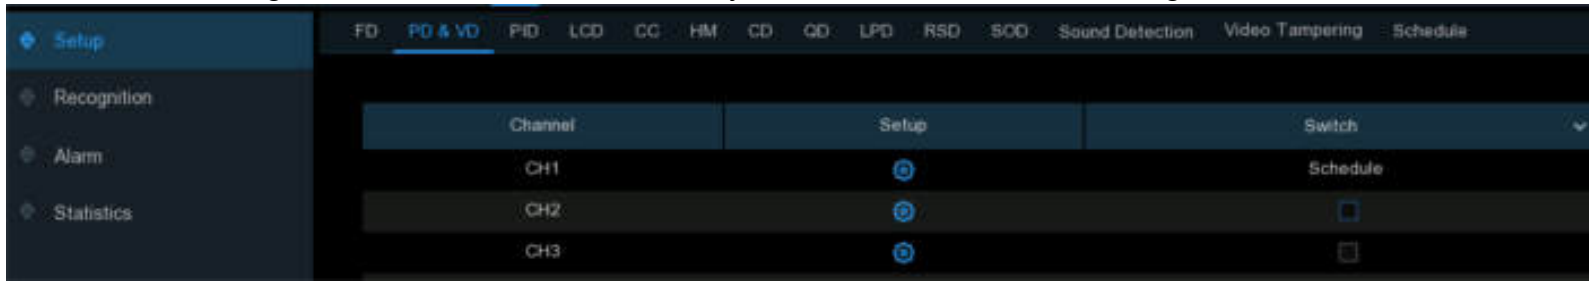 Setup FD PD & VD PID LCD CC HM CD QD LPD RSD SOD Sound Detection Video Tampering Schedule
Recognition
Channel Setup Switch
Alarm
CH1 Schedule
Statistics
CH2
CH3